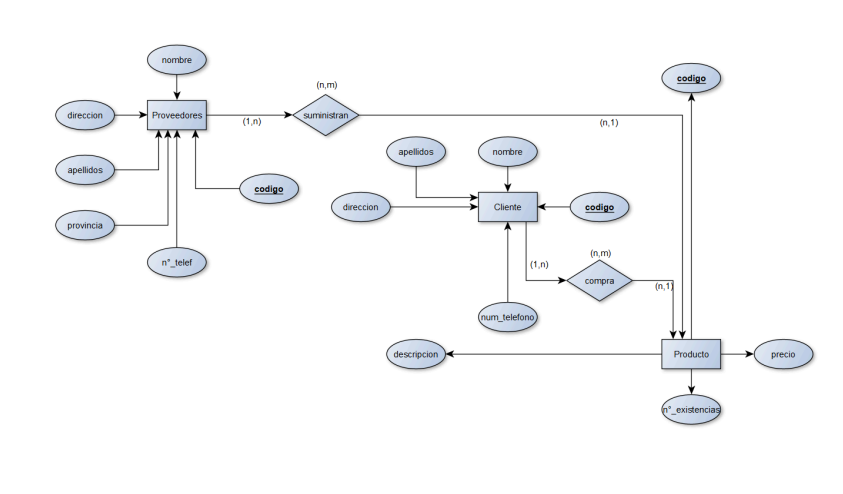 nombre
codigo
(n,m)
direccion
Proveedores
suministran
(1,n)
(n,1)
apellidos
nombre
apellidos
codigo
direccion
Cliente
codigo
provincia
(n,m)
n°_telef
(1,n)
compra
(n,1)
num_telefono
descripcion
Producto
precio
n°_existencias